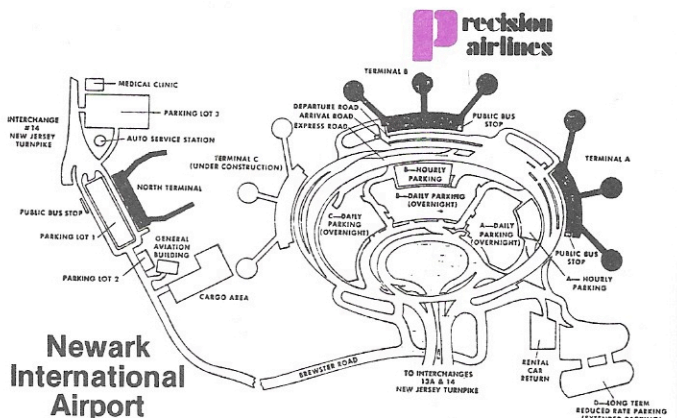 precision
airlines
TERMINAL B
MEDICAL CLINIC
PARKING LOT 3
INTERCHANGE
#14
NEW JERSEY
TURNPIKE
AUTO SERVICE STATION
DEPARTURE ROAD
ARRIVAL ROAD
EXPRESS ROAD
PUBLIC BUS
STOP
TERMINAL C
(UNDER CONSTRUCTION)
TERMINAL A
NORTH TERMINAL
B—HOURLY
PARKING
B—DAILY PARKING
(OVERNIGHT)
C—DAILY
PARKING
(OVERNIGHT)
A—DAILY
PARKING
(OVERNIGHT)
PUBLIC BUS STOP
PARKING LOT 1
GENERAL
AVIATION
BUILDING
PARKING LOT 2
CARGO AREA
PUBLIC BUS
STOP
A—HOURLY
PARKING
Newark
International
Airport
BREWSTER ROAD
TO INTERCHANGES
13A & 14
NEW JERSEY TURNPIKE
RENTAL
CAR
RETURN
D—LONG TERM
REDUCED RATE PARKING